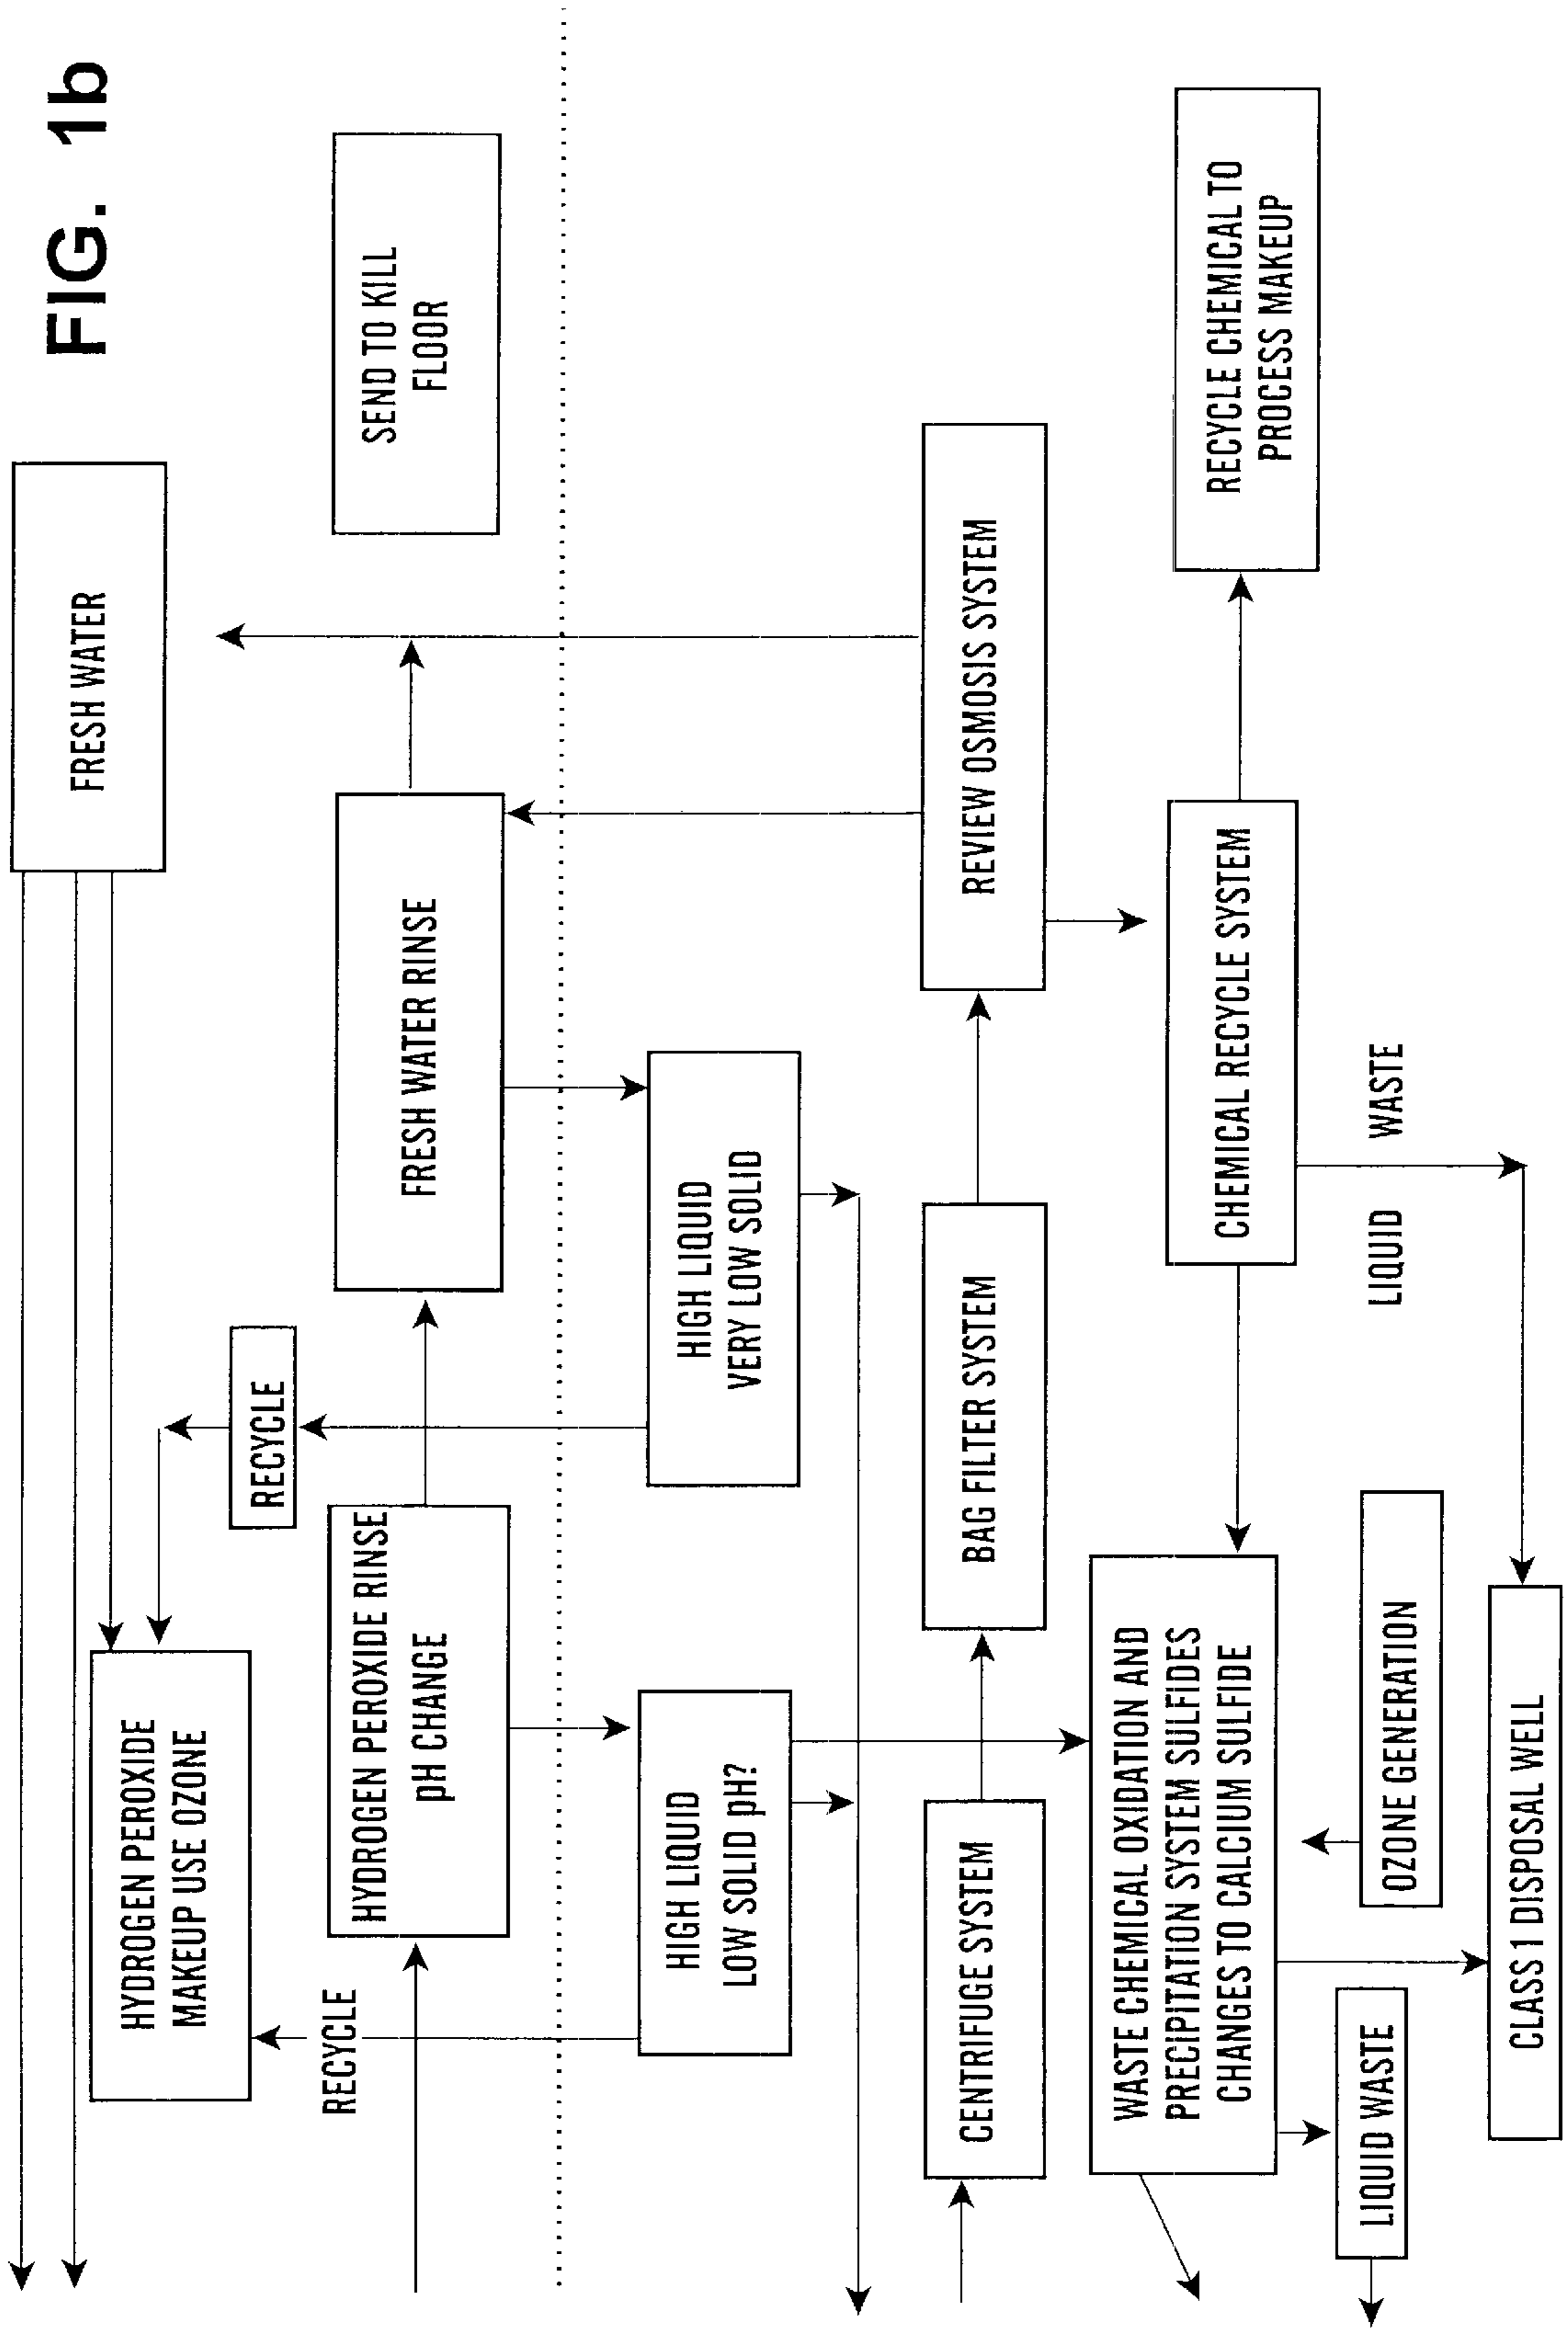 FIG. 1b
FRESH WATER
HYDROGEN PEROXIDE
MAKEUP USE OZONE
RECYCLE
RECYCLE
HYDROGEN PEROXIDE RINSE
pH CHANGE
FRESH WATER RINSE
SEND TO KILL
FLOOR
HIGH LIQUID
LOW SOLID pH?
HIGH LIQUID
VERY LOW SOLID
CENTRIFUGE SYSTEM
BAG FILTER SYSTEM
REVIEW OSMOSIS SYSTEM
WASTE CHEMICAL OXIDATION AND
PRECIPITATION SYSTEM SULFIDES
CHANGES TO CALCIUM SULFIDE
CHEMICAL RECYCLE SYSTEM
RECYCLE CHEMICAL TO
PROCESS MAKEUP
LIQUID WASTE
OZONE GENERATION
LIQUID WASTE
CLASS 1 DISPOSAL WELL